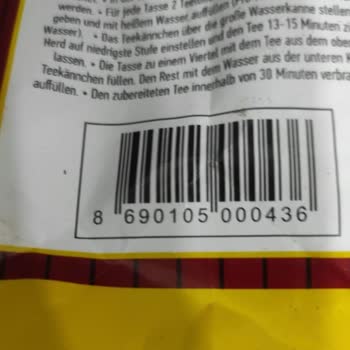 werden. • Für jede Tasse 2
geben und mit heißem Wasser auffüllen
Wasser). • Das Teekännchen über die große Wasserkanne stellen
Herd auf niedrigste Stufe einstellen und den Tee 13-15 Minuten
lassen. • Die Tasse zu einem Viertel mit dem Tee aus dem
Teekännchen füllen. Den Rest mit dem Wasser aus der unteren
auffüllen. • Den zubereiteten Tee innerhalb von 30 Minuten
8 690105 000436